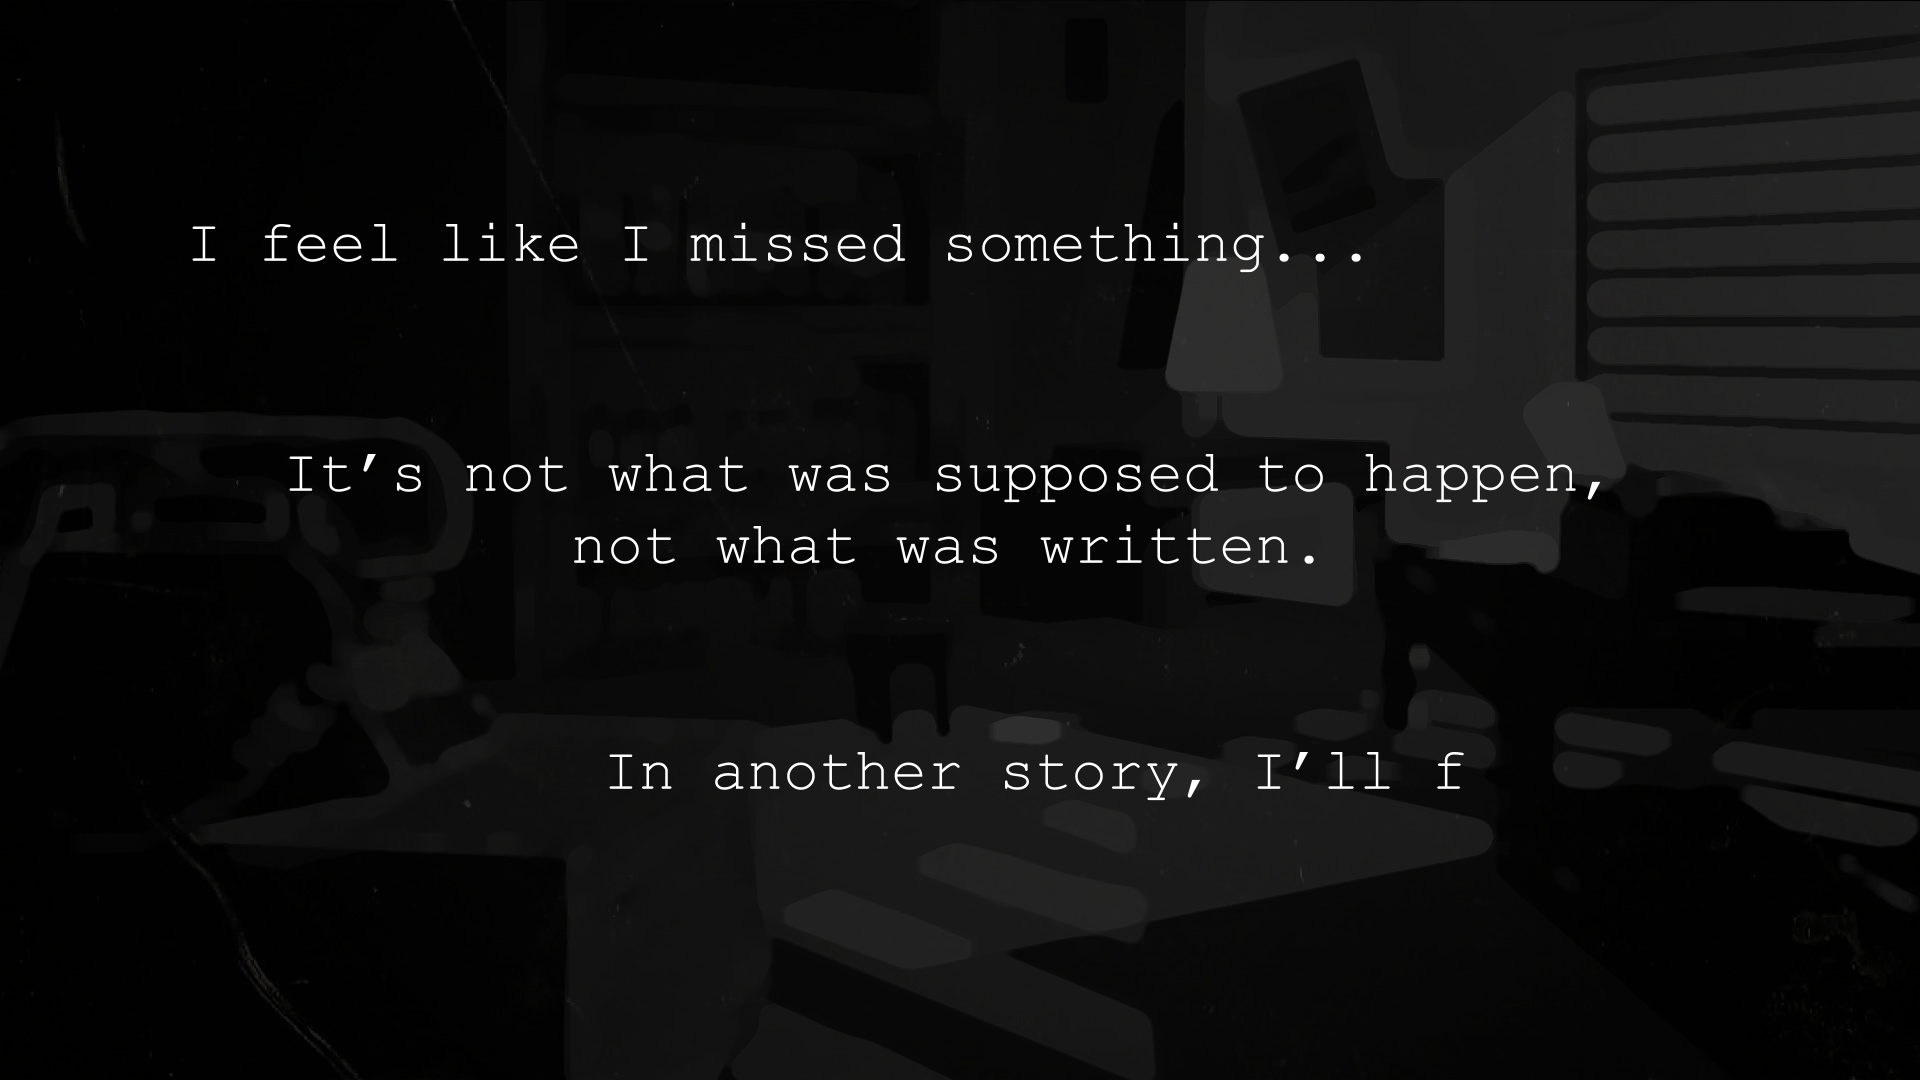 I feel like I missed something...
It’s not what was supposed to happen,
not what was written.
In another story, I’ll f